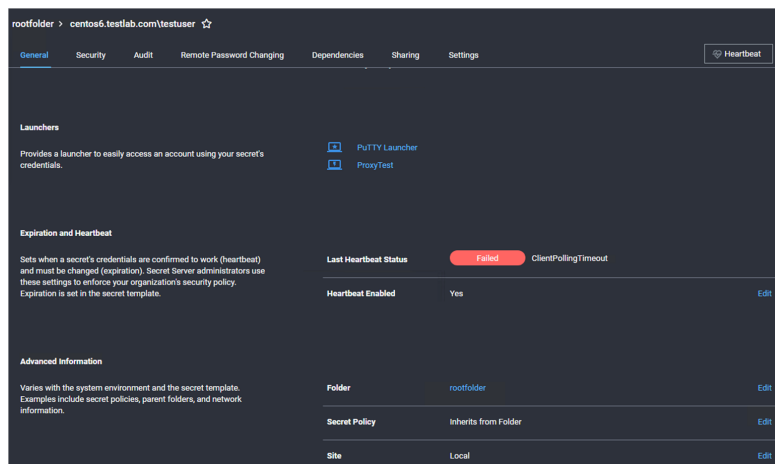 rootfolder > centos6.testlab.com\testuser
General Security Audit Remote Password Changing Dependencies Sharing Settings Heartbeat
Launchers
Provides a launcher to easily access an account using your secret's
credentials.
PuTTY Launcher
ProxyTest
Expiration and Heartbeat
Sets when a secret's credentials are confirmed to work (heartbeat)
and must be changed (expiration). Secret Server administrators use
these settings to enforce your organization's security policy.
Expiration is set in the secret template.
Last Heartbeat Status Failed ClientPollingTimeout
Heartbeat Enabled Yes Edit
Advanced Information
Varies with the system environment and the secret template.
Examples include secret policies, parent folders, and network
information.
Folder rootfolder Edit
Secret Policy Inherits from Folder Edit
Site Local Edit